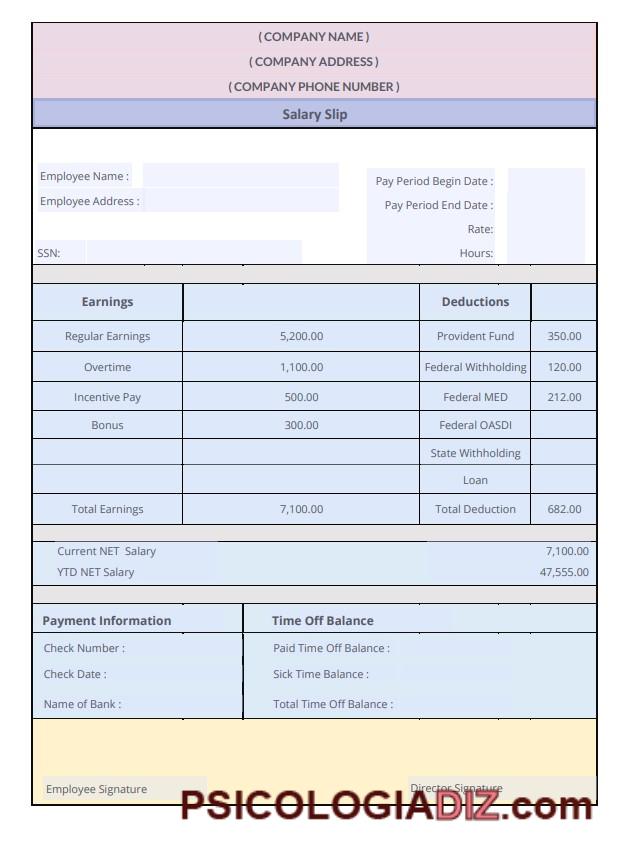 ( COMPANY NAME )
( COMPANY ADDRESS )
( COMPANY PHONE NUMBER )
Salary Slip
Employee Name :
Employee Address :
SSN:
Pay Period Begin Date :
Pay Period End Date :
Rate:
Hours:
Earnings Deductions
Regular Earnings 5,200.00 Provident Fund 350.00
Overtime 1,100.00 Federal Withholding 120.00
Incentive Pay 500.00 Federal MED 212.00
Bonus 300.00 Federal OASDI
State Withholding
Loan
Total Earnings 7,100.00 Total Deduction 682.00
Current NET Salary 7,100.00
YTD NET Salary 47,555.00
Payment Information Time Off Balance
Check Number : Paid Time Off Balance :
Check Date : Sick Time Balance :
Name of Bank : Total Time Off Balance :
Employee Signature Director Signature
PSICOLOGIADIZ.com